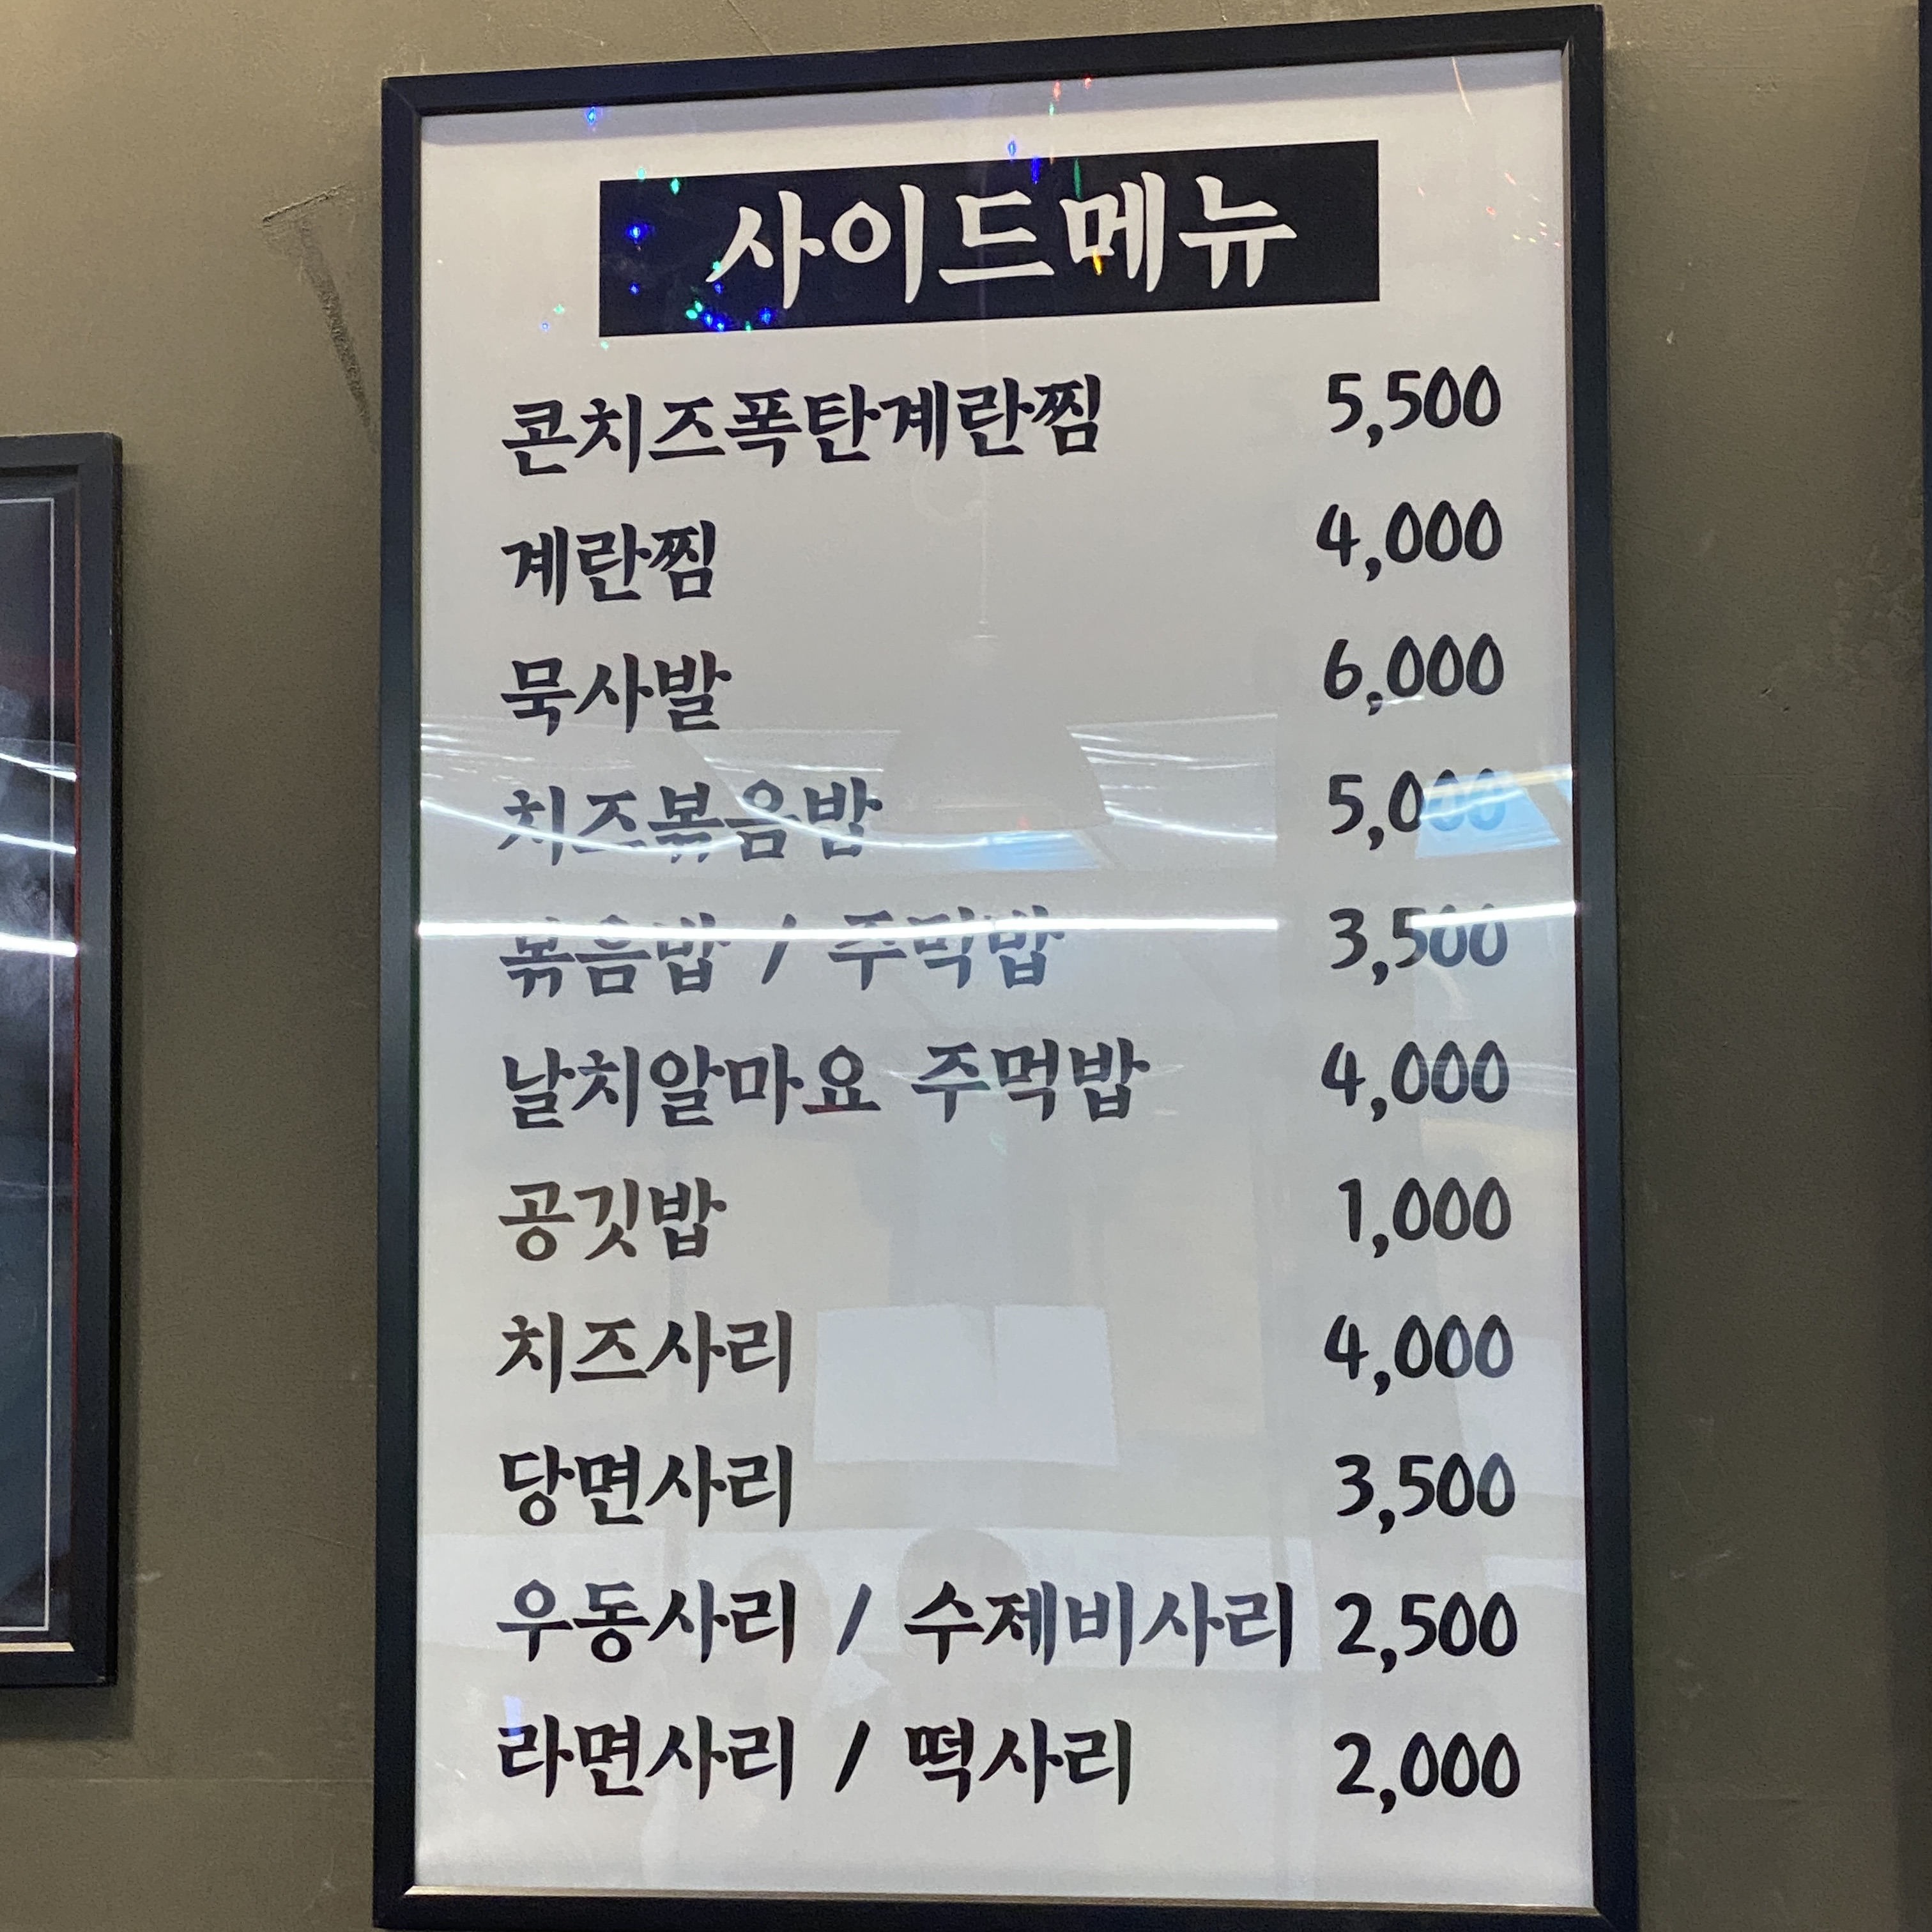 사이드메뉴
콘치즈폭탄계란찜 5,500
계란찜 4,000
묵사발 6,000
치즈볶음밥 5,000
볶음밥 / 주먹밥 3,500
날치알마요 주먹밥 4,000
공깃밥 1,000
치즈사리 4,000
당면사리 3,500
우동사리 / 수제비사리 2,500
라면사리 / 떡사리 2,000